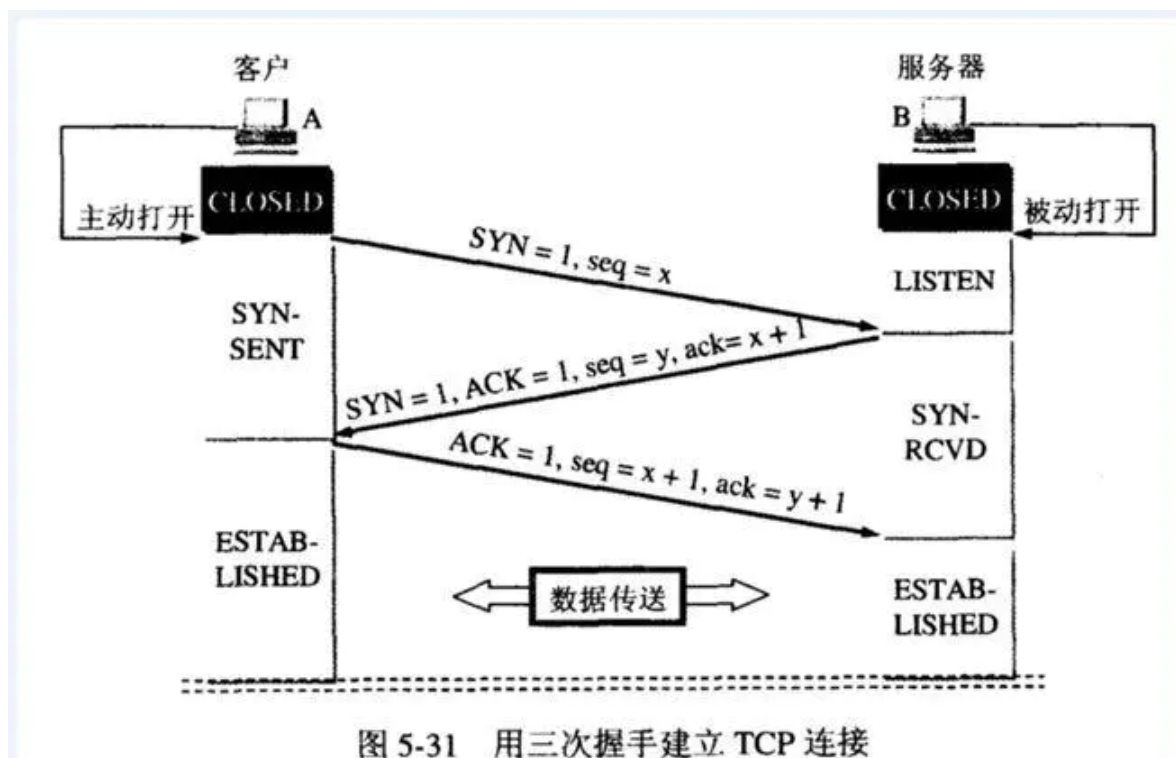 客户
服务器
A
B
CLOSED
CLOSED
主动打开
被动打开
SYN = 1, seq = x
LISTEN
SYN-
SENT
SYN = 1, ACK = 1, seq = y, ack= x + 1
SYN-
RCVD
ACK = 1, seq = x + 1, ack = y + 1
ESTAB-
LISHED
数据传送
ESTAB-
LISHED
图 5-31 用三次握手建立 TCP 连接